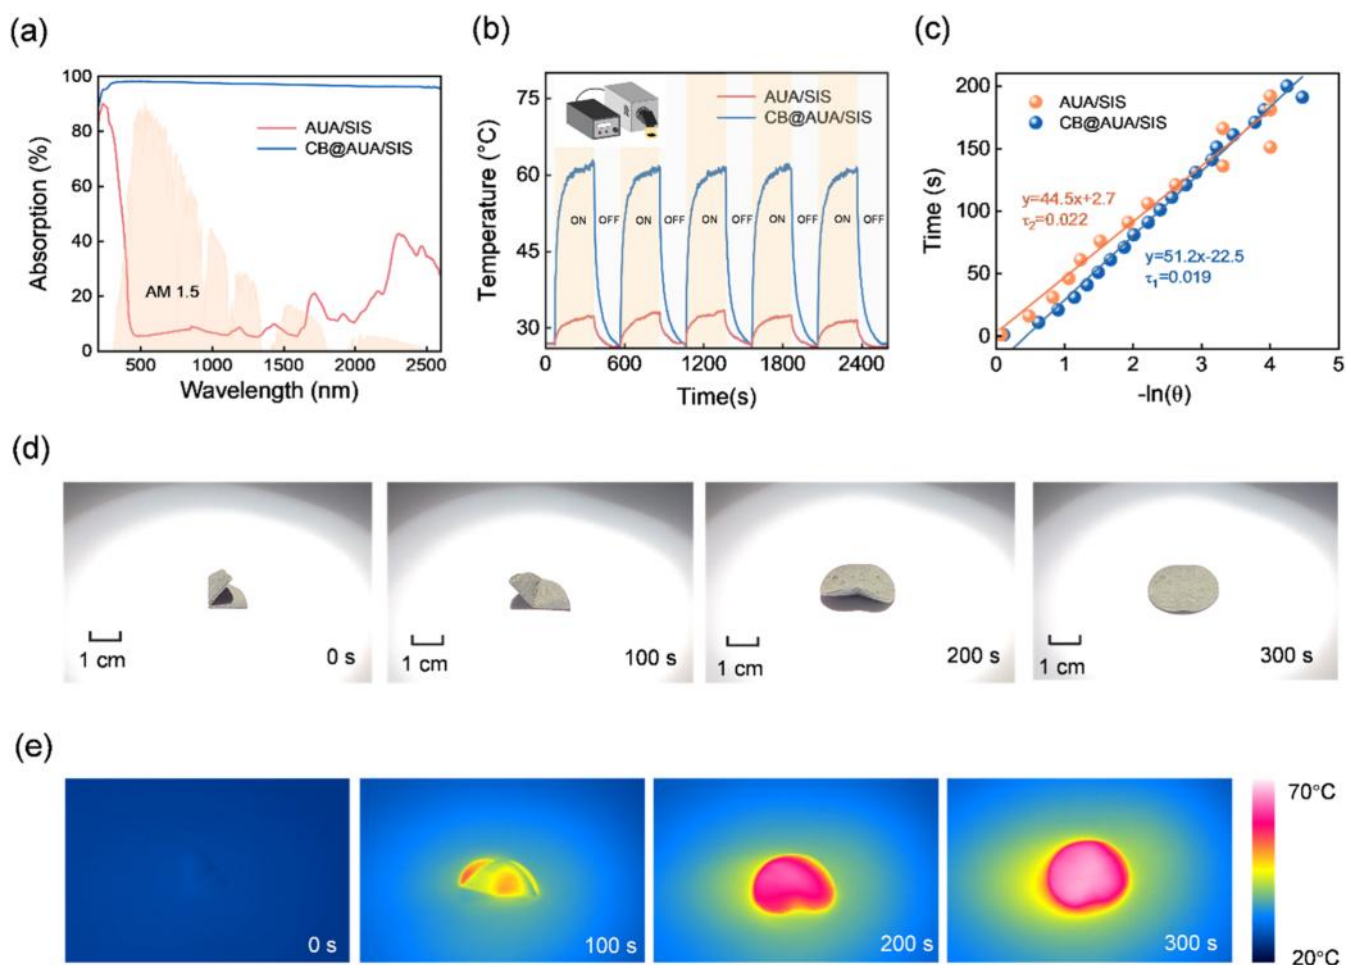 (a)
100
80
60
40
20
0
Absorption (%)
AUA/SIS
CB@AUA/SIS
AM 1.5
500
1000
1500
2000
2500
Wavelength (nm)
(b)
75
60
45
30
Temperature (°C)
AUA/SIS
CB@AUA/SIS
ON
OFF
ON
OFF
ON
OFF
ON
OFF
ON
OFF
0
600
1200
1800
2400
Time(s)
(c)
200
150
100
50
0
Time (s)
AUA/SIS
CB@AUA/SIS
y=44.5x+2.7
τ2=0.022
y=51.2x-22.5
τ1=0.019
0
-1
-2
-3
-4
-5
-ln(θ)
(d)
1 cm
0 s
1 cm
100 s
1 cm
200 s
1 cm
300 s
(e)
0 s
100 s
200 s
300 s
70°C
20°C